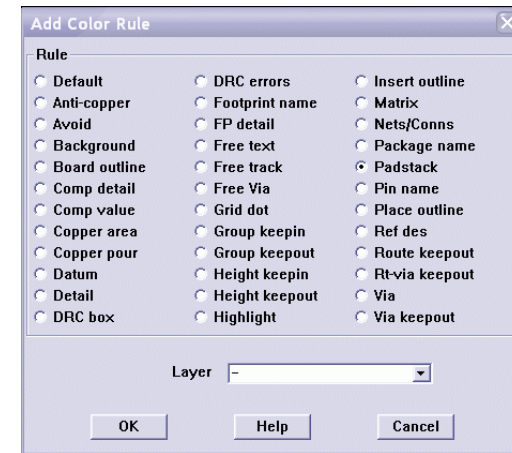 Add Color Rule
Rule
Default DRC errors Insert outline
Anti-copper Footprint name Matrix
Avoid FP detail Nets/Conns
Background Free text Package name
Board outline Free track Padstack
Comp detail Free Via Pin name
Comp value Grid dot Place outline
Copper area Group keepin Ref des
Copper pour Group keepout Route keepout
Datum Height keepin Rt-via keepout
Detail Height keepout Via
DRC box Highlight Via keepout
Layer -
OK Help Cancel